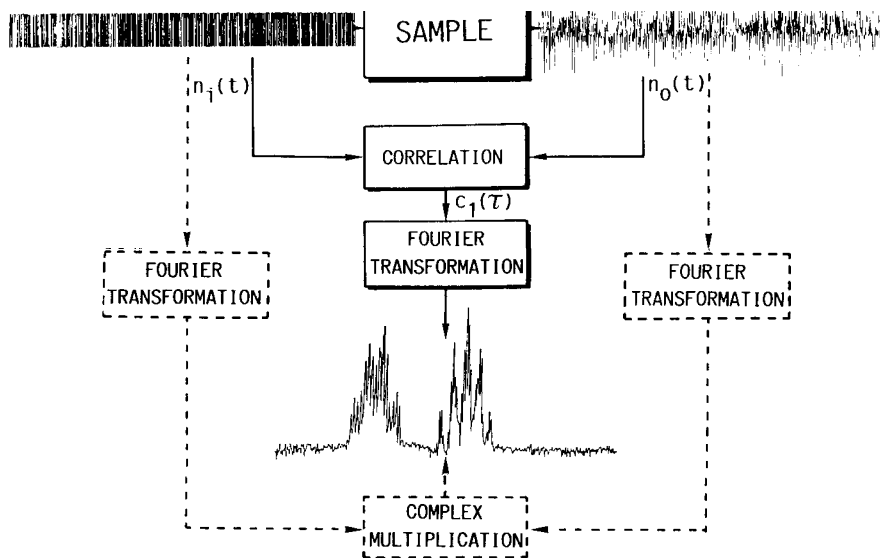 SAMPLE
n_i(t)
n_o(t)
CORRELATION
c_1(τ)
FOURIER
TRANSFORMATION
FOURIER
TRANSFORMATION
FOURIER
TRANSFORMATION
COMPLEX
MULTIPLICATION